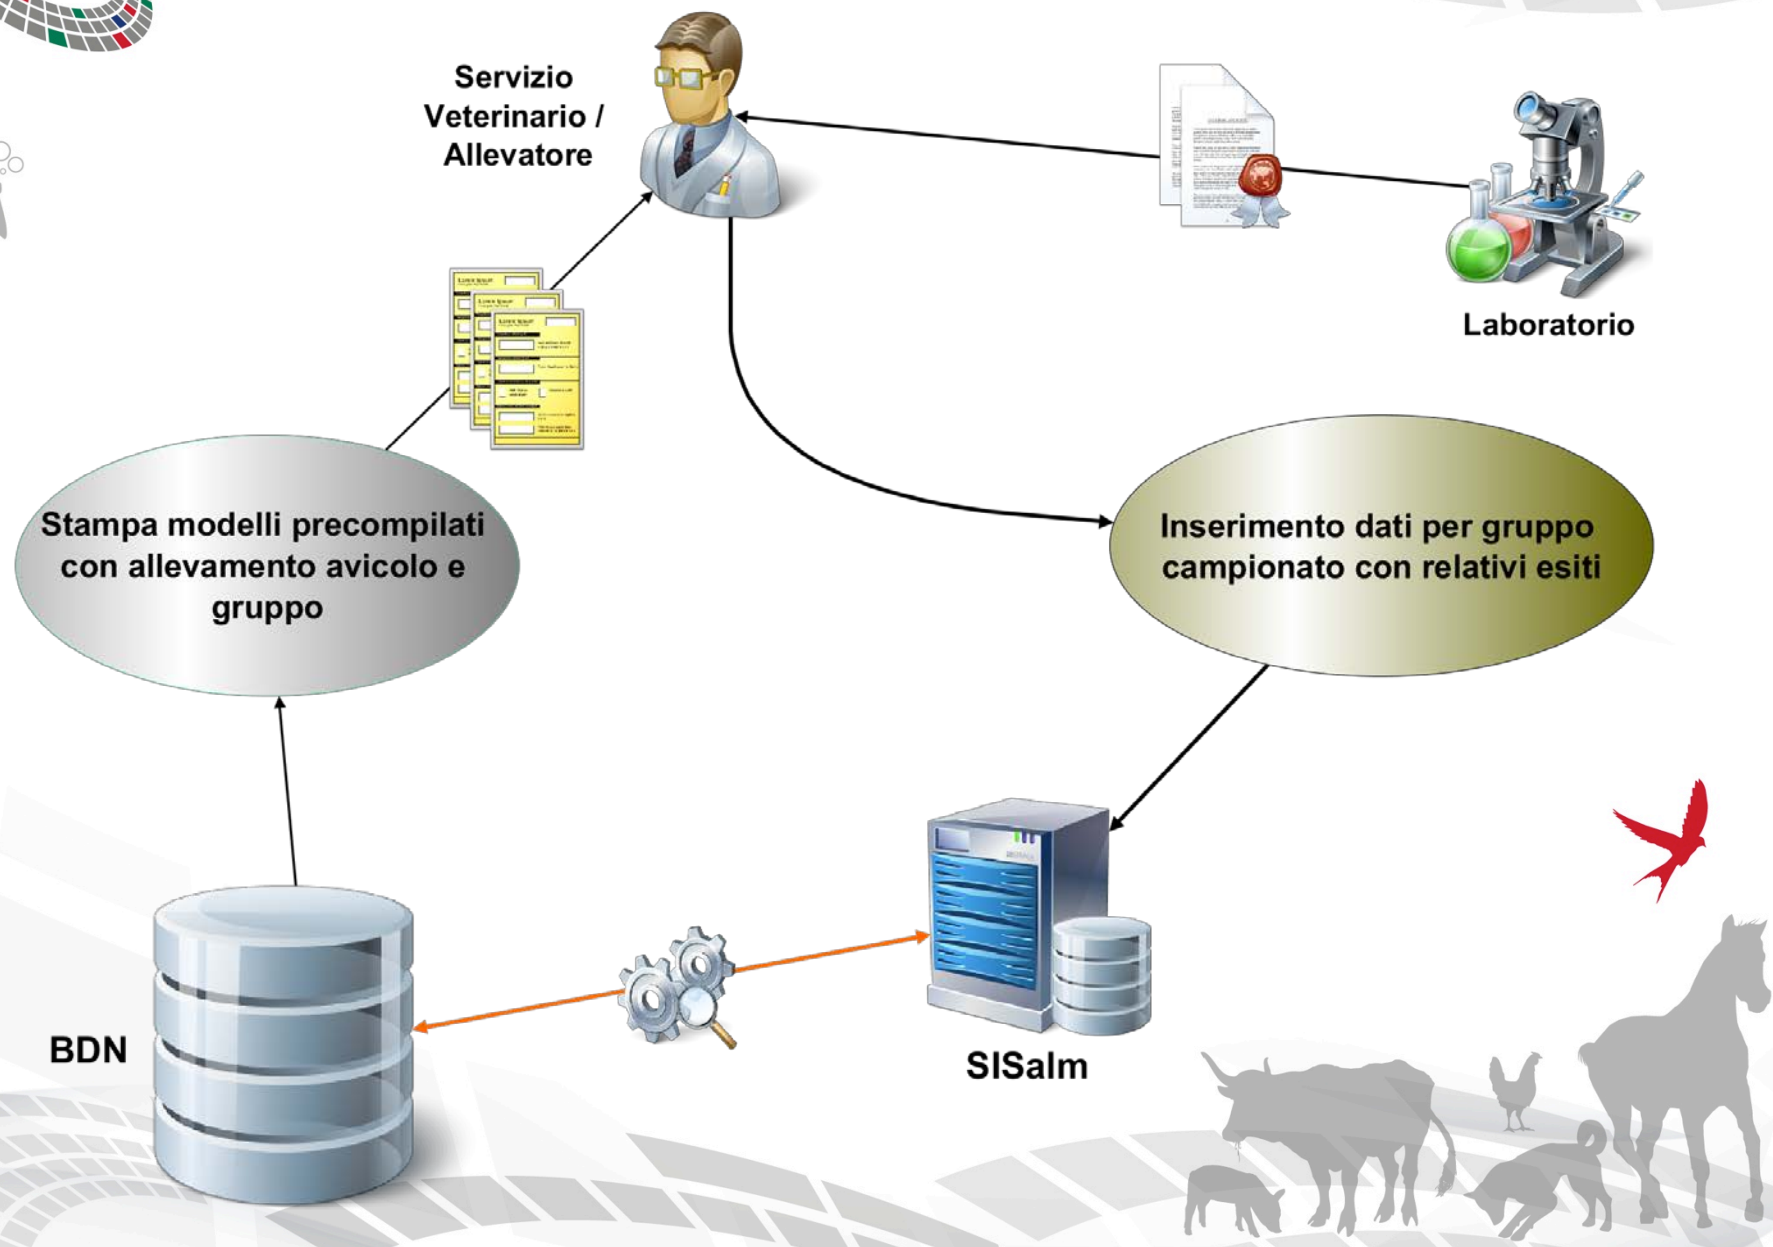 Servizio
Veterinario /
Allevatore
Laboratorio
Stampa modelli precompilati
con allevamento avicolo e
gruppo
Inserimento dati per gruppo
campionato con relativi esiti
BDN
SISalm